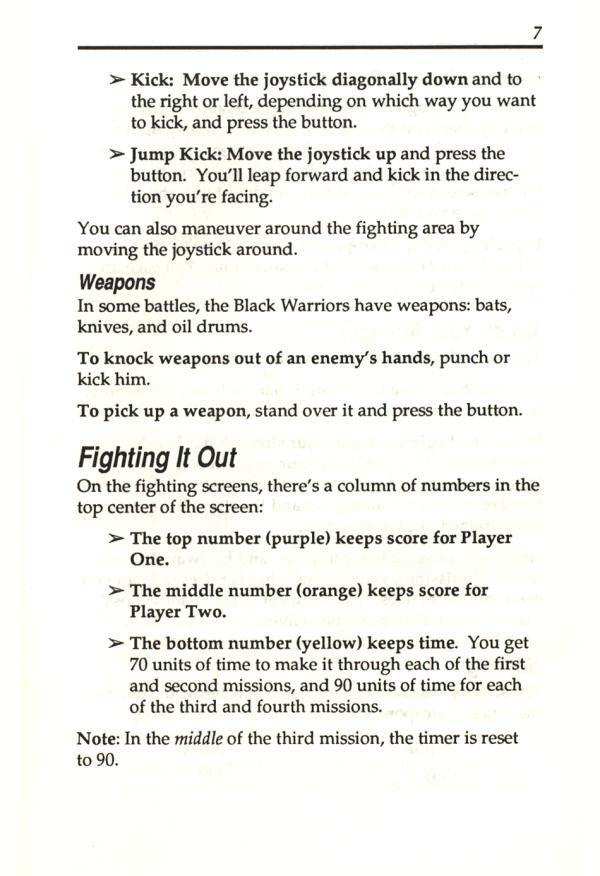 7
➢ Kick: Move the joystick diagonally down and to
the right or left, depending on which way you want
to kick, and press the button.
➢ Jump Kick: Move the joystick up and press the
button. You'll leap forward and kick in the direc-
tion you're facing.
You can also maneuver around the fighting area by
moving the joystick around.
Weapons
In some battles, the Black Warriors have weapons: bats,
knives, and oil drums.
To knock weapons out of an enemy's hands, punch or
kick him.
To pick up a weapon, stand over it and press the button.
Fighting It Out
On the fighting screens, there's a column of numbers in the
top center of the screen:
➢ The top number (purple) keeps score for Player
One.
➢ The middle number (orange) keeps score for
Player Two.
➢ The bottom number (yellow) keeps time. You get
70 units of time to make it through each of the first
and second missions, and 90 units of time for each
of the third and fourth missions.
Note: In the middle of the third mission, the timer is reset
to 90.